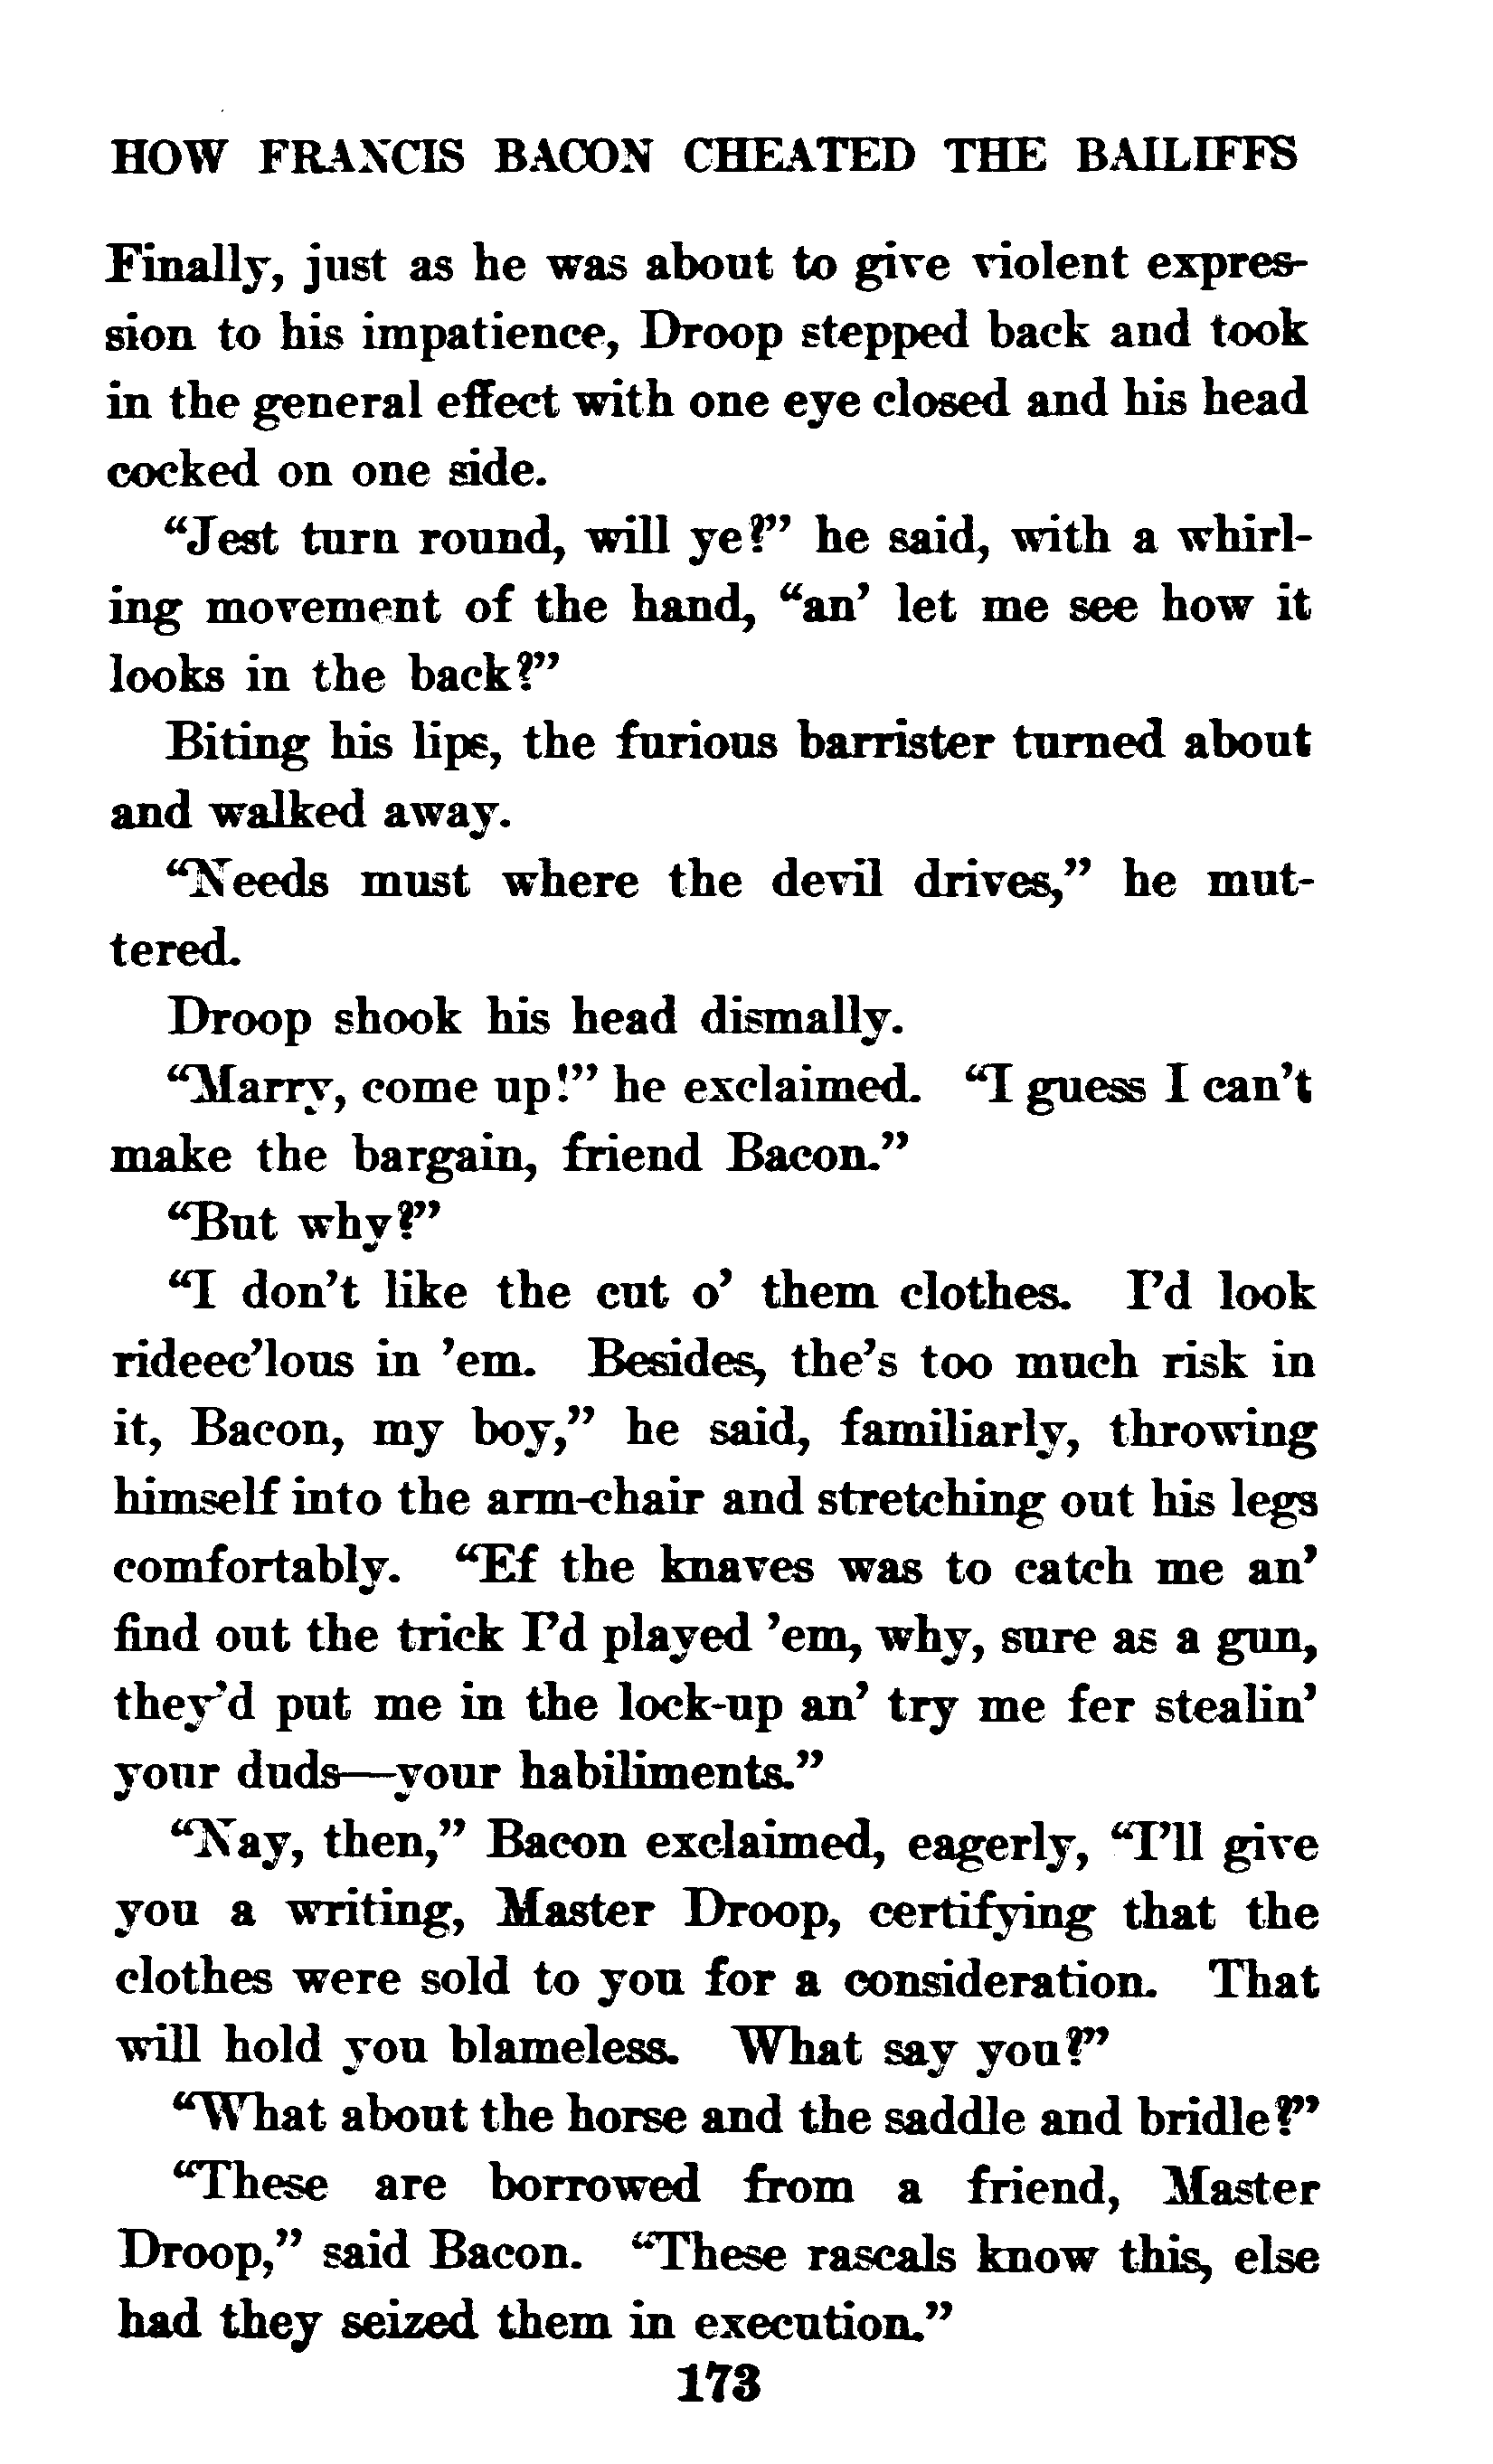 HOW FRANCIS BACON CHEATED THE BAILIFFS
Finally, just as he was about to give violent expres-
sion to his impatience, Droop stepped back and took
in the general effect with one eye closed and his head
cocked on one side.
“Jest turn round, will ye?” he said, with a whirl-
ing movement of the hand, “an’ let me see how it
looks in the back?”
Biting his lips, the furious barrister turned about
and walked away.
“Needs must where the devil drives,” he mut-
tered.
Droop shook his head dismally.
“Marry, come up!” he exclaimed. “I guess I can’t
make the bargain, friend Bacon.”
“But why?”
“I don’t like the cut o’ them clothes. I’d look
rideec’lous in ’em. Besides, the’s too much risk in
it, Bacon, my boy,” he said, familiarly, throwing
himself into the arm-chair and stretching out his legs
comfortably. “Ef the knaves was to catch me an’
find out the trick I’d played ’em, why, sure as a gun,
they’d put me in the lock-up an’ try me fer stealin’
your duds—your habiliments.”
“Nay, then,” Bacon exclaimed, eagerly, “I’ll give
you a writing, Master Droop, certifying that the
clothes were sold to you for a consideration. That
will hold you blameless. What say you?”
“What about the horse and the saddle and bridle?”
“These are borrowed from a friend, Master
Droop,” said Bacon. “These rascals know this, else
had they seized them in execution.”
173